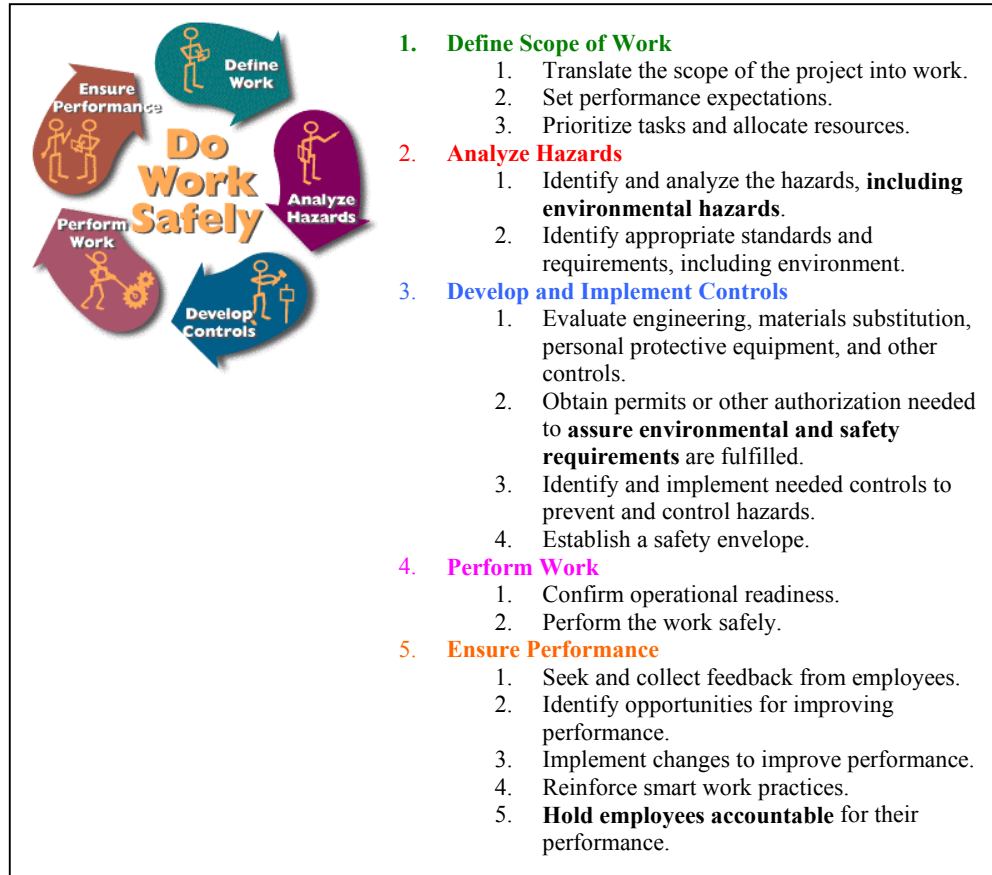 Define
Work
Ensure
Performance
Do
Work
Safely
Analyze
Hazards
Perform
Work
Develop
Controls
1. Define Scope of Work
1. Translate the scope of the project into work.
2. Set performance expectations.
3. Prioritize tasks and allocate resources.
2. Analyze Hazards
1. Identify and analyze the hazards, including
environmental hazards.
2. Identify appropriate standards and
requirements, including environment.
3. Develop and Implement Controls
1. Evaluate engineering, materials substitution,
personal protective equipment, and other
controls.
2. Obtain permits or other authorization needed
to assure environmental and safety
requirements are fulfilled.
3. Identify and implement needed controls to
prevent and control hazards.
4. Establish a safety envelope.
4. Perform Work
1. Confirm operational readiness.
2. Perform the work safely.
5. Ensure Performance
1. Seek and collect feedback from employees.
2. Identify opportunities for improving
performance.
3. Implement changes to improve performance.
4. Reinforce smart work practices.
5. Hold employees accountable for their
performance.